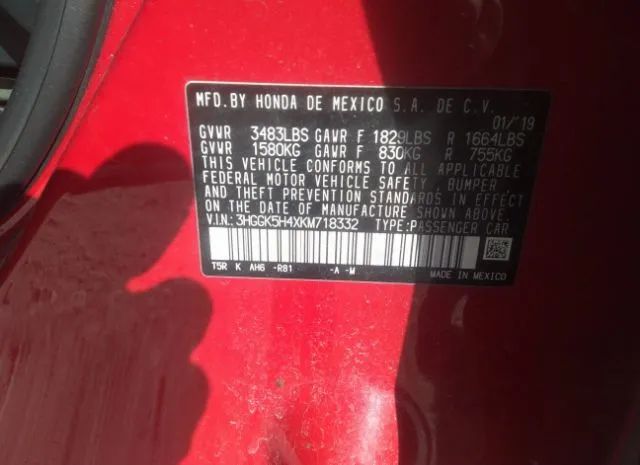 MFD.BY HONDA DE MEXICO S.A. DE C.V.
01/'19
GVWR 3483LBS GAWR F 1829LBS R 1664LBS
GVWR 1580KG GAWR F 830KG R 755KG
THIS VEHICLE CONFORMS TO ALL APPLICABLE
FEDERAL MOTOR VEHICLE SAFETY, BUMPER,
AND THEFT PREVENTION STANDARDS IN EFFECT
ON THE DATE OF MANUFACTURE SHOWN ABOVE.
V.I.N.:3HGGK5H4XKM718332 TYPE:PASSENGER CAR
T5R K AH6 -R81 -A -M
MADE IN MEXICO